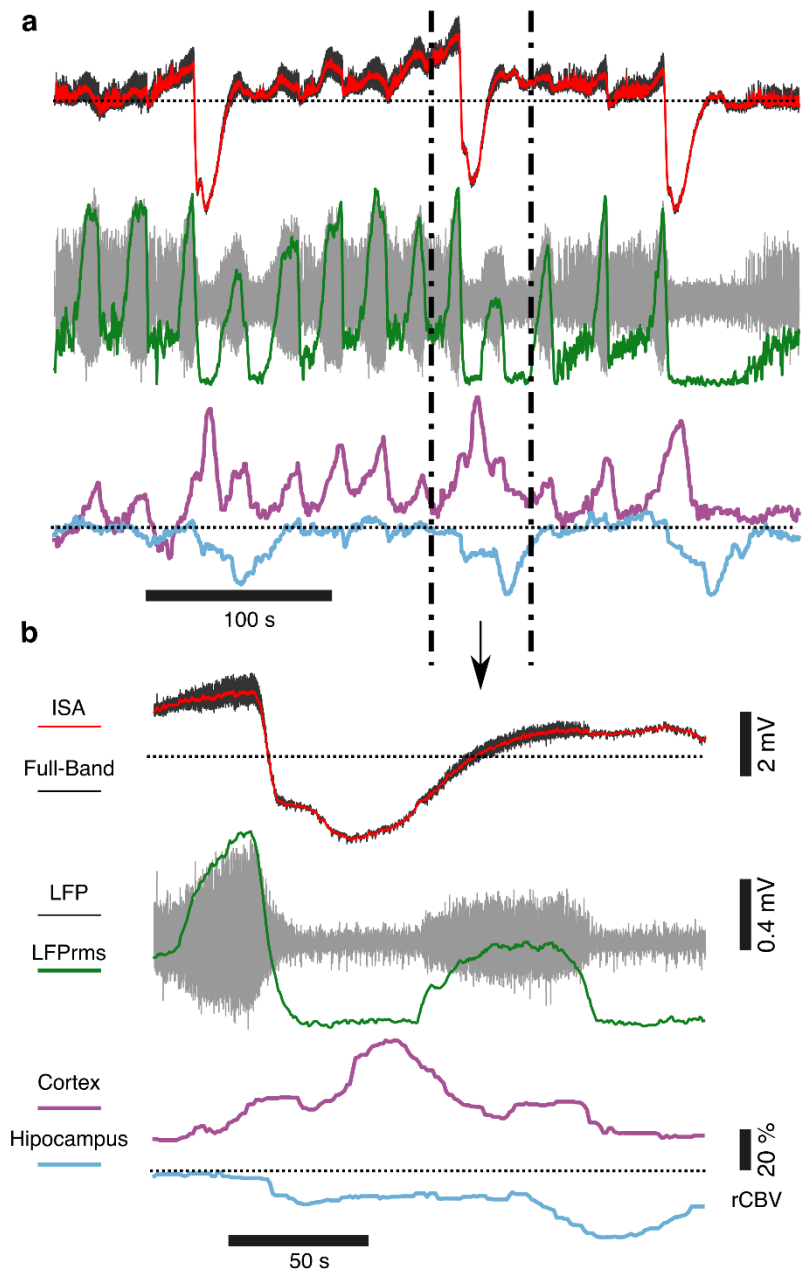 a
100 s
b
ISA
Full-Band
2 mV
LFP
LFPrms
0.4 mV
Cortex
Hipocampus
20 %
rCBV
50 s